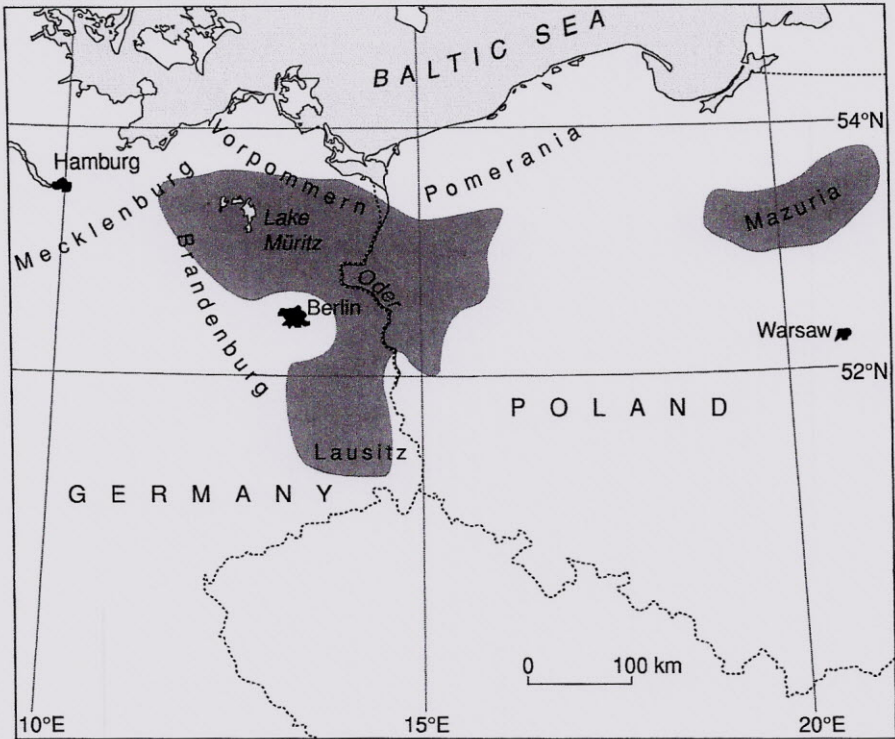 BALTIC SEA
54°N
Hamburg
Vorpommern
Pomerania
Mecklenburg
Lake
Müritz
Mazuria
Brandenburg
Oder
Berlin
Warsaw
52°N
POLAND
Lausitz
GERMANY
0 100 km
10°E 15°E 20°E